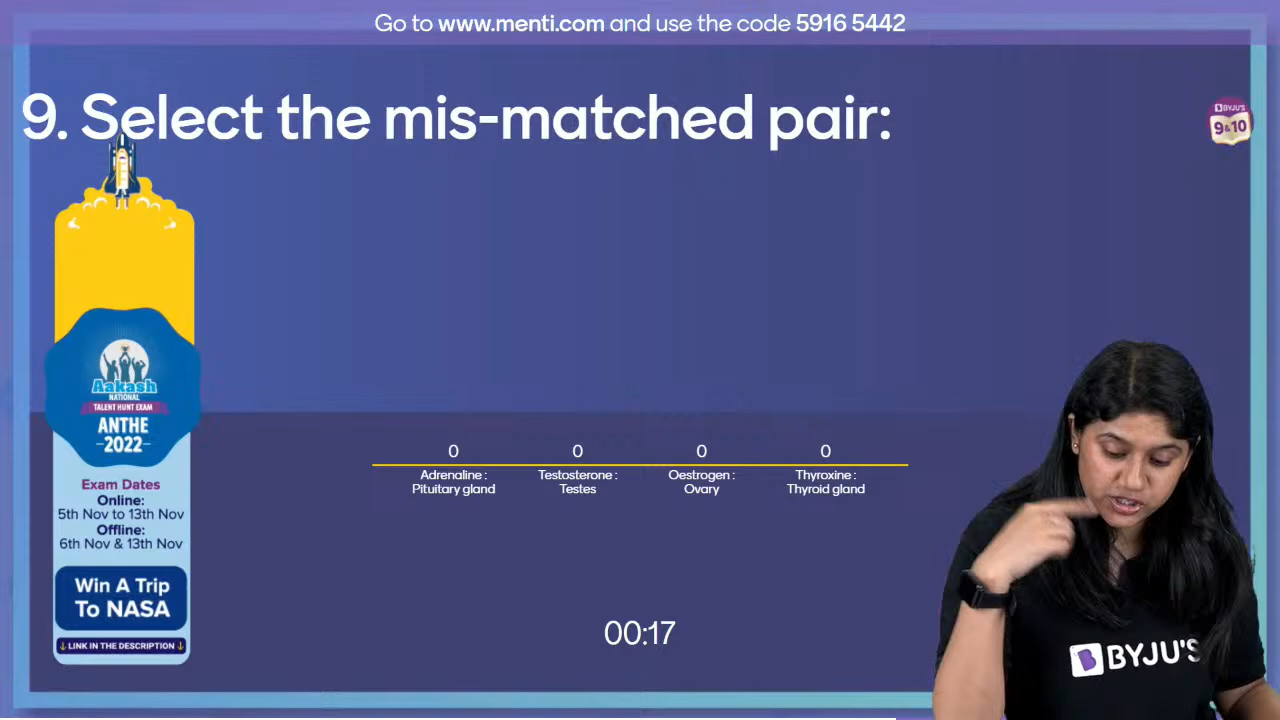 Go to www.menti.com and use the code 5916 5442
9. Select the mis-matched pair:
BYJU'S
9&10
Aakash
NATIONAL
TALENT HUNT EXAM
ANTHE
-2022-
Exam Dates
Online:
5th Nov to 13th Nov
Offline:
6th Nov & 13th Nov
Win A Trip
To NASA
↓ LINK IN THE DESCRIPTION ↓
0 0 0 0
Adrenaline : Testosterone : Oestrogen : Thyroxine :
Pituitary gland Testes Ovary Thyroid gland
00:17
BYJU'S